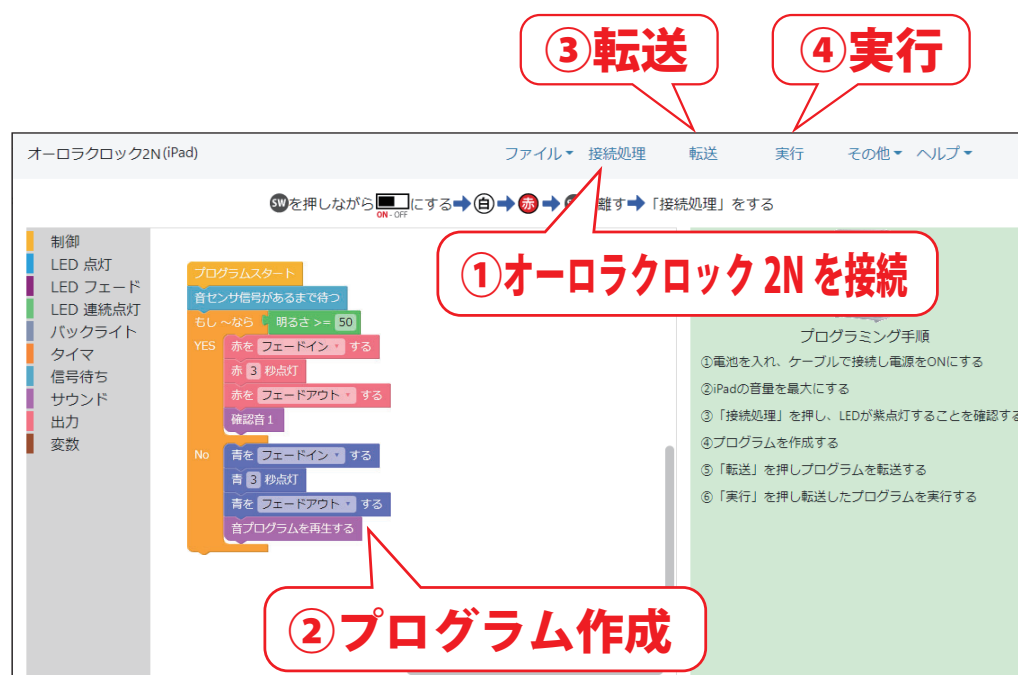 ③転送
④実行
オーロラクロック2N(iPad)
ファイル 接続処理 転送 実行 その他 ヘルプ
SWを押しながら ON - OFF にする 白 赤 離す 「接続処理」をする
①オーロラクロック 2N を接続
制御
LED 点灯
LED フェード
LED 連続点灯
バックライト
タイマ
信号待ち
サウンド
出力
変数
プログラムスタート
音センサ信号があるまで待つ
もし ~なら 明るさ >= 50
YES 赤を フェードイン する
赤 3 秒点灯
赤を フェードアウト する
確認音 1
No 青を フェードイン する
青 3 秒点灯
青を フェードアウト する
音プログラムを再生する
②プログラム作成
プログラミング手順
①電池を入れ、ケーブルで接続し電源をONにする
②iPadの音量を最大にする
③「接続処理」を押し、LEDが紫点灯することを確認する
④プログラムを作成する
⑤「転送」を押しプログラムを転送する
⑥「実行」を押し転送したプログラムを実行する